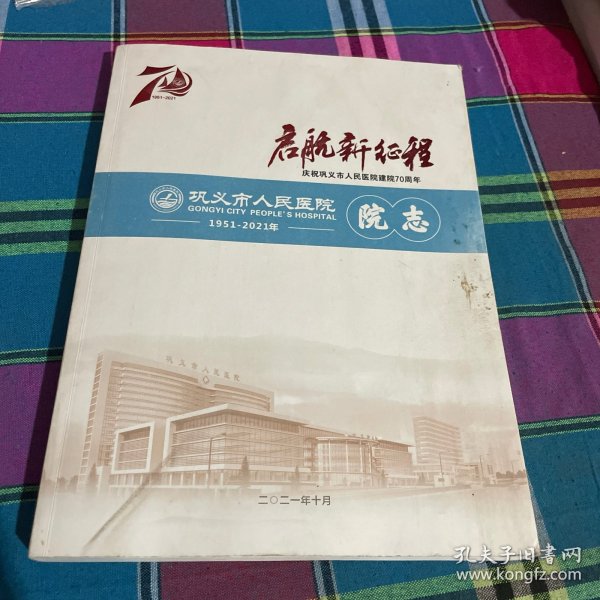 70
1951-2021
启航新征程
庆祝巩义市人民医院建院70周年
巩义市人民医院
GONGYI CITY PEOPLE'S HOSPITAL
1951-2021年
院志
巩义市人民医院
二〇二一年十月
孔夫子旧书网
www.kongfz.com